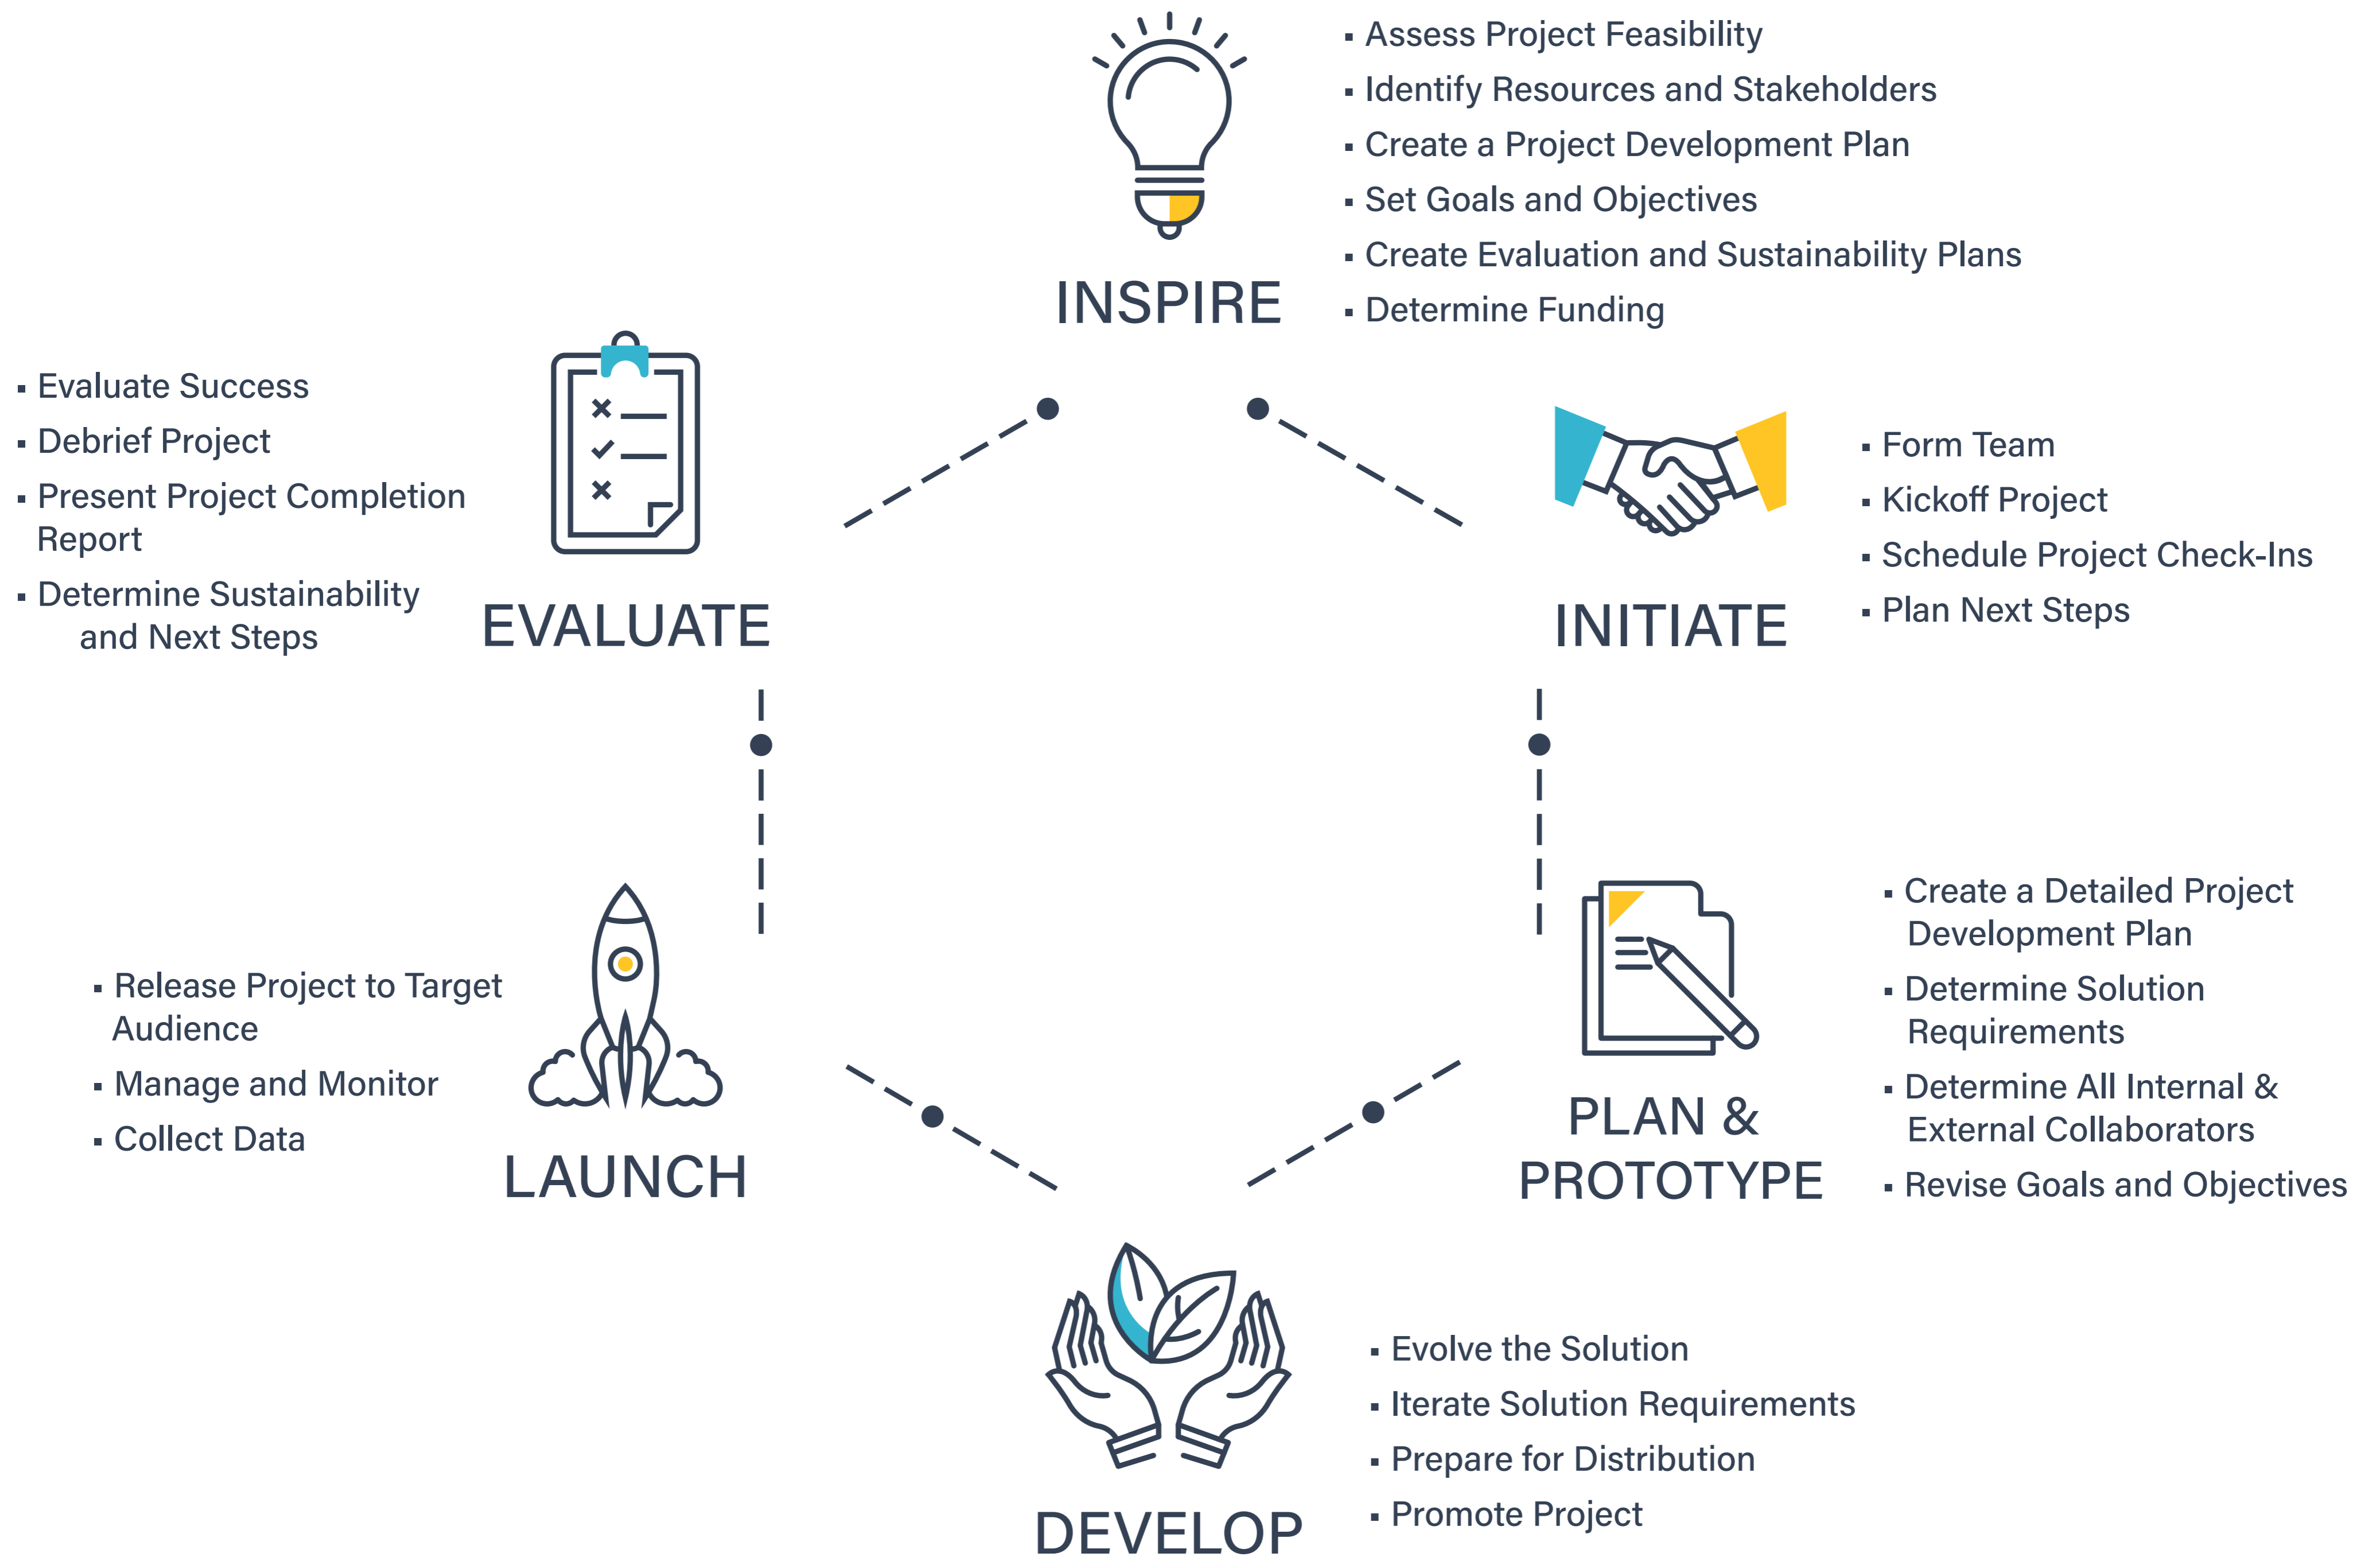 ▪ Assess Project Feasibility
▪ Identify Resources and Stakeholders
▪ Create a Project Development Plan
▪ Set Goals and Objectives
▪ Create Evaluation and Sustainability Plans
▪ Determine Funding
INSPIRE
▪ Form Team
▪ Kickoff Project
▪ Schedule Project Check-Ins
▪ Plan Next Steps
INITIATE
▪ Create a Detailed Project
Development Plan
▪ Determine Solution
Requirements
▪ Determine All Internal &
External Collaborators
▪ Revise Goals and Objectives
PLAN &
PROTOTYPE
▪ Evolve the Solution
▪ Iterate Solution Requirements
▪ Prepare for Distribution
▪ Promote Project
DEVELOP
▪ Release Project to Target
Audience
▪ Manage and Monitor
▪ Collect Data
LAUNCH
▪ Evaluate Success
▪ Debrief Project
▪ Present Project Completion
Report
▪ Determine Sustainability
and Next Steps
EVALUATE